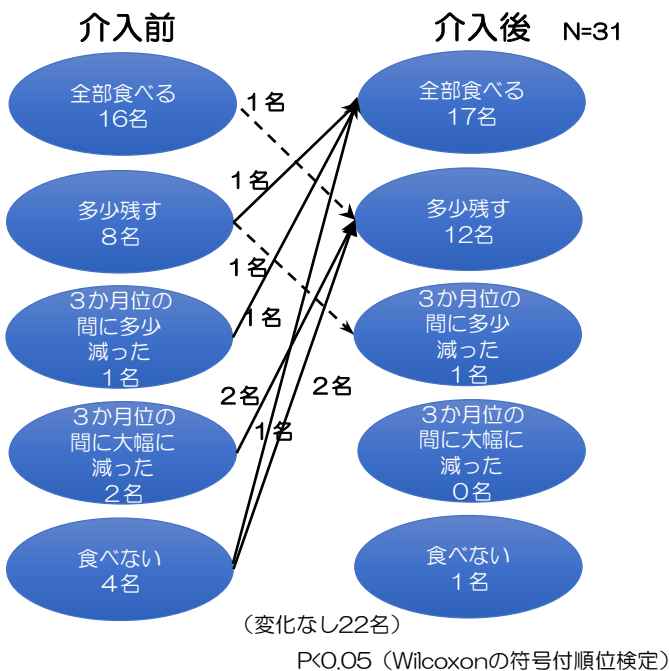 介入前
介入後 N=31
全部食べる
16名
全部食べる
17名
1名
多少残す
8名
多少残す
12名
1名
1名
3か月位の
間に多少
減った
1名
3か月位の
間に多少
減った
1名
1名
3か月位の
間に大幅に
減った
2名
3か月位の
間に大幅に
減った
0名
2名
2名
1名
食べない
4名
食べない
1名
（変化なし22名）
P<0.05（Wilcoxonの符号付順位検定）